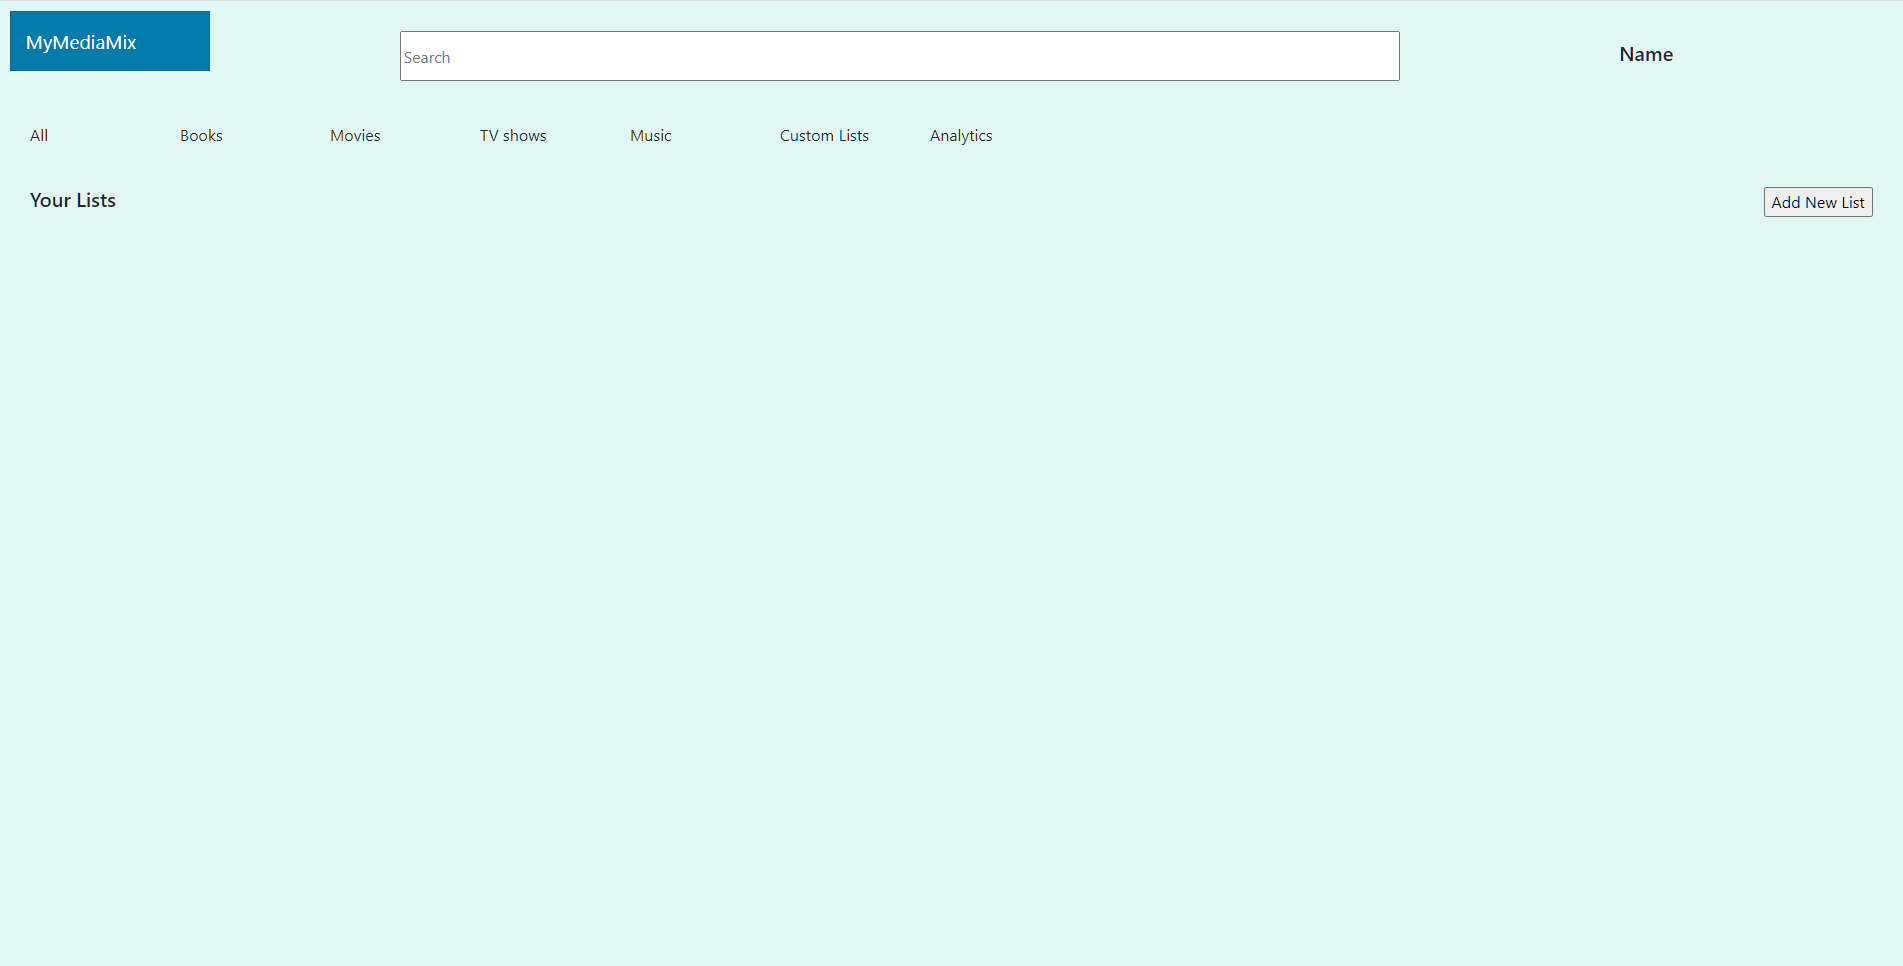 MyMediaMix
Search
Name
All Books Movies TV shows Music Custom Lists Analytics
Your Lists
Add New List